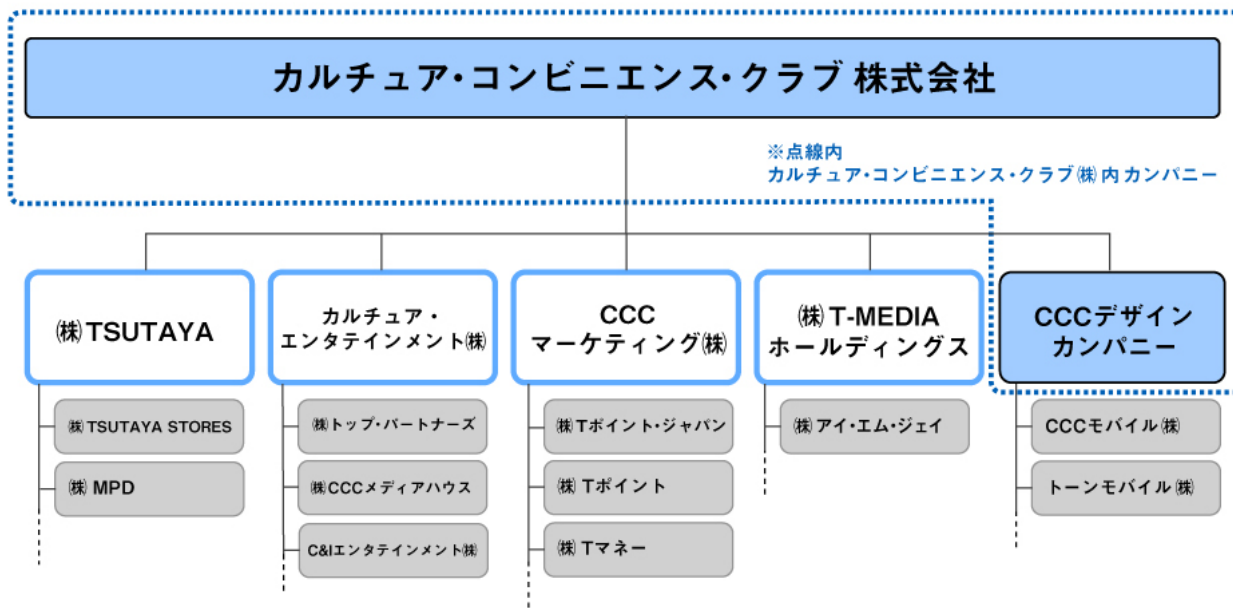 カルチュア・コンビニエンス・クラブ 株式会社
※点線内
カルチュア・コンビニエンス・クラブ㈱内 カンパニー
㈱TSUTAYA
カルチュア・
エンタテインメント㈱
CCC
マーケティング㈱
㈱T-MEDIA
ホールディングス
CCCデザイン
カンパニー
㈱TSUTAYA STORES
㈱ MPD
㈱トップ・パートナーズ
㈱CCCメディアハウス
C&Iエンタテインメント㈱
㈱Tポイント・ジャパン
㈱ Tポイント
㈱ Tマネー
㈱アイ・エム・ジェイ
CCCモバイル㈱
トーンモバイル㈱